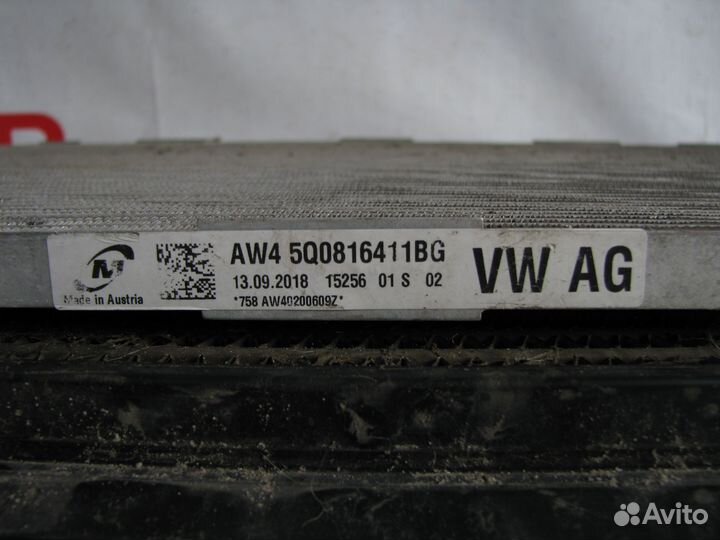 M
Made in Austria
AW4 5Q0816411BG
13.09.2018 15256 01 S 02
*758 AW40200609Z*
VW AG
Avito